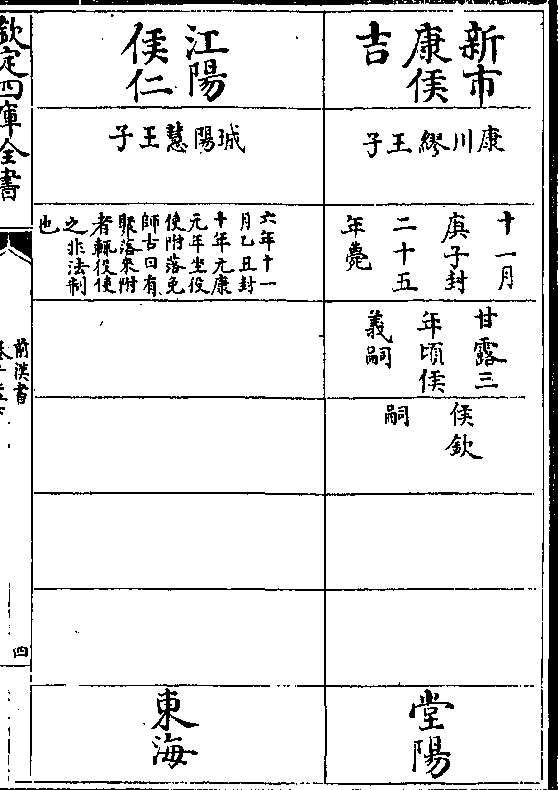 新市
康侯
吉
康川繆王子
十一月
庚子封
二十五
年薨
甘露三
年頃侯
義嗣
侯欽
嗣
堂陽
江陽
侯仁
城陽慧王子
六年十一
月乙丑封
十年元康
元年坐役
使附落免
師古曰有
聚落來附
者輒役使
之非法制
也
東海
欽定四庫全書
前漢書
四